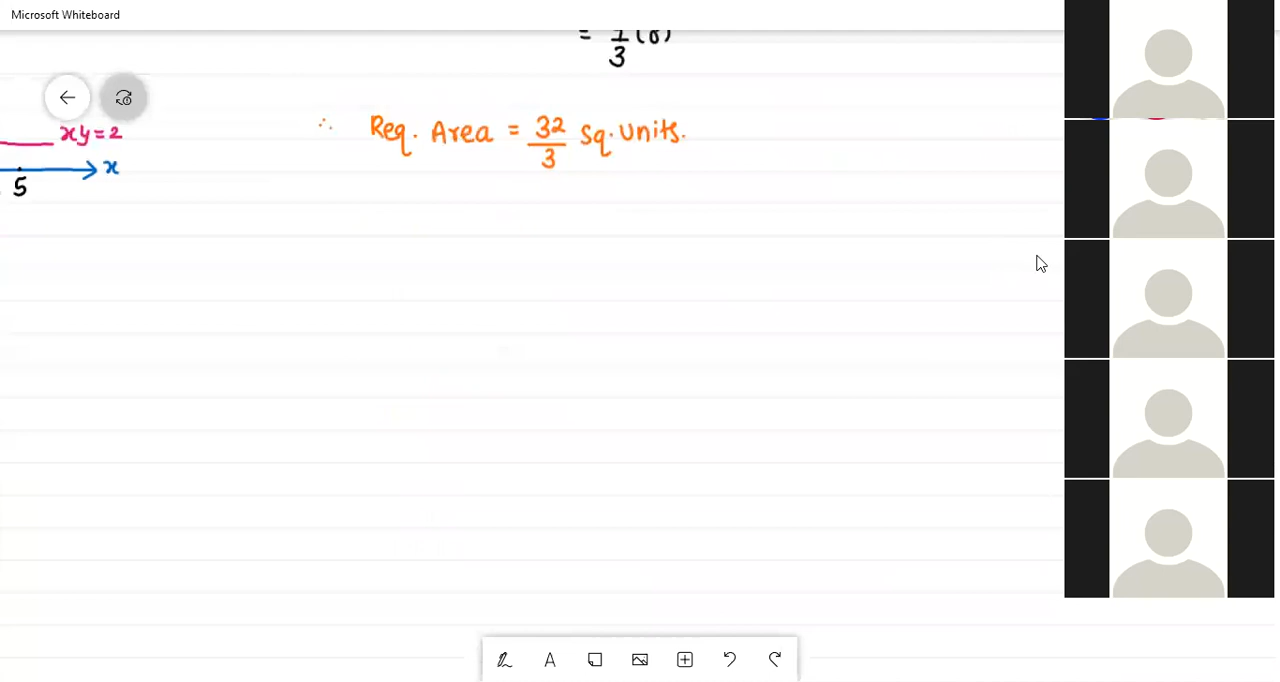 Microsoft Whiteboard
∴ Req. Area = 32/3 sq. units.
xy=2
x
5